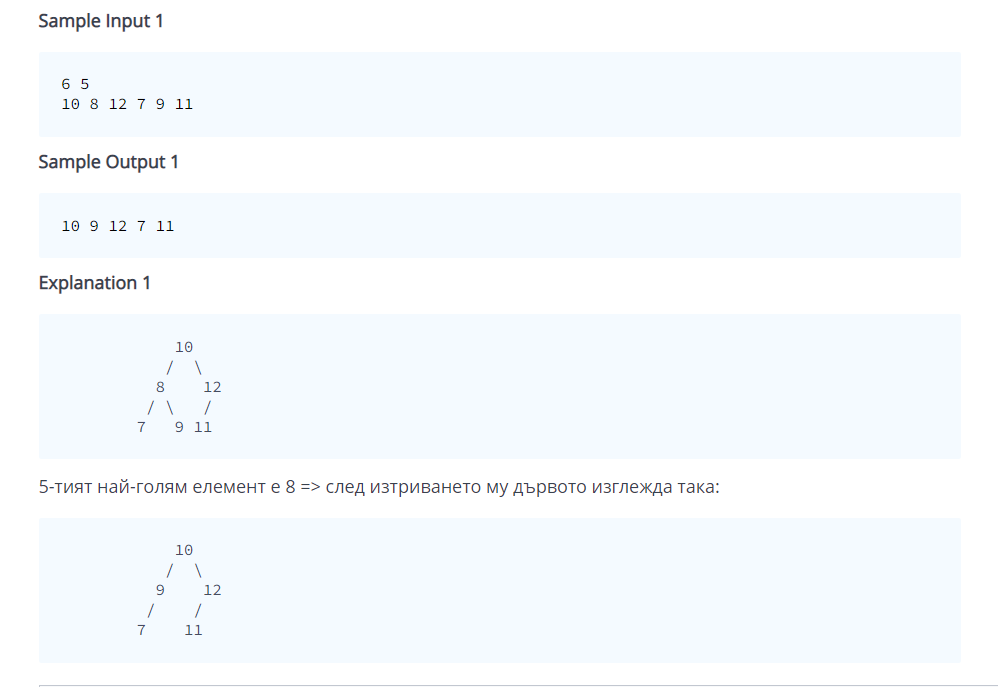 Sample Input 1
6 5
10 8 12 7 9 11
Sample Output 1
10 9 12 7 11
Explanation 1
10
/ \
8 12
/ \ /
7 9 11
5-тият най-голям елемент е 8 => след изтриването му дървото изглежда така:
10
/ \
9 12
/ /
7 11